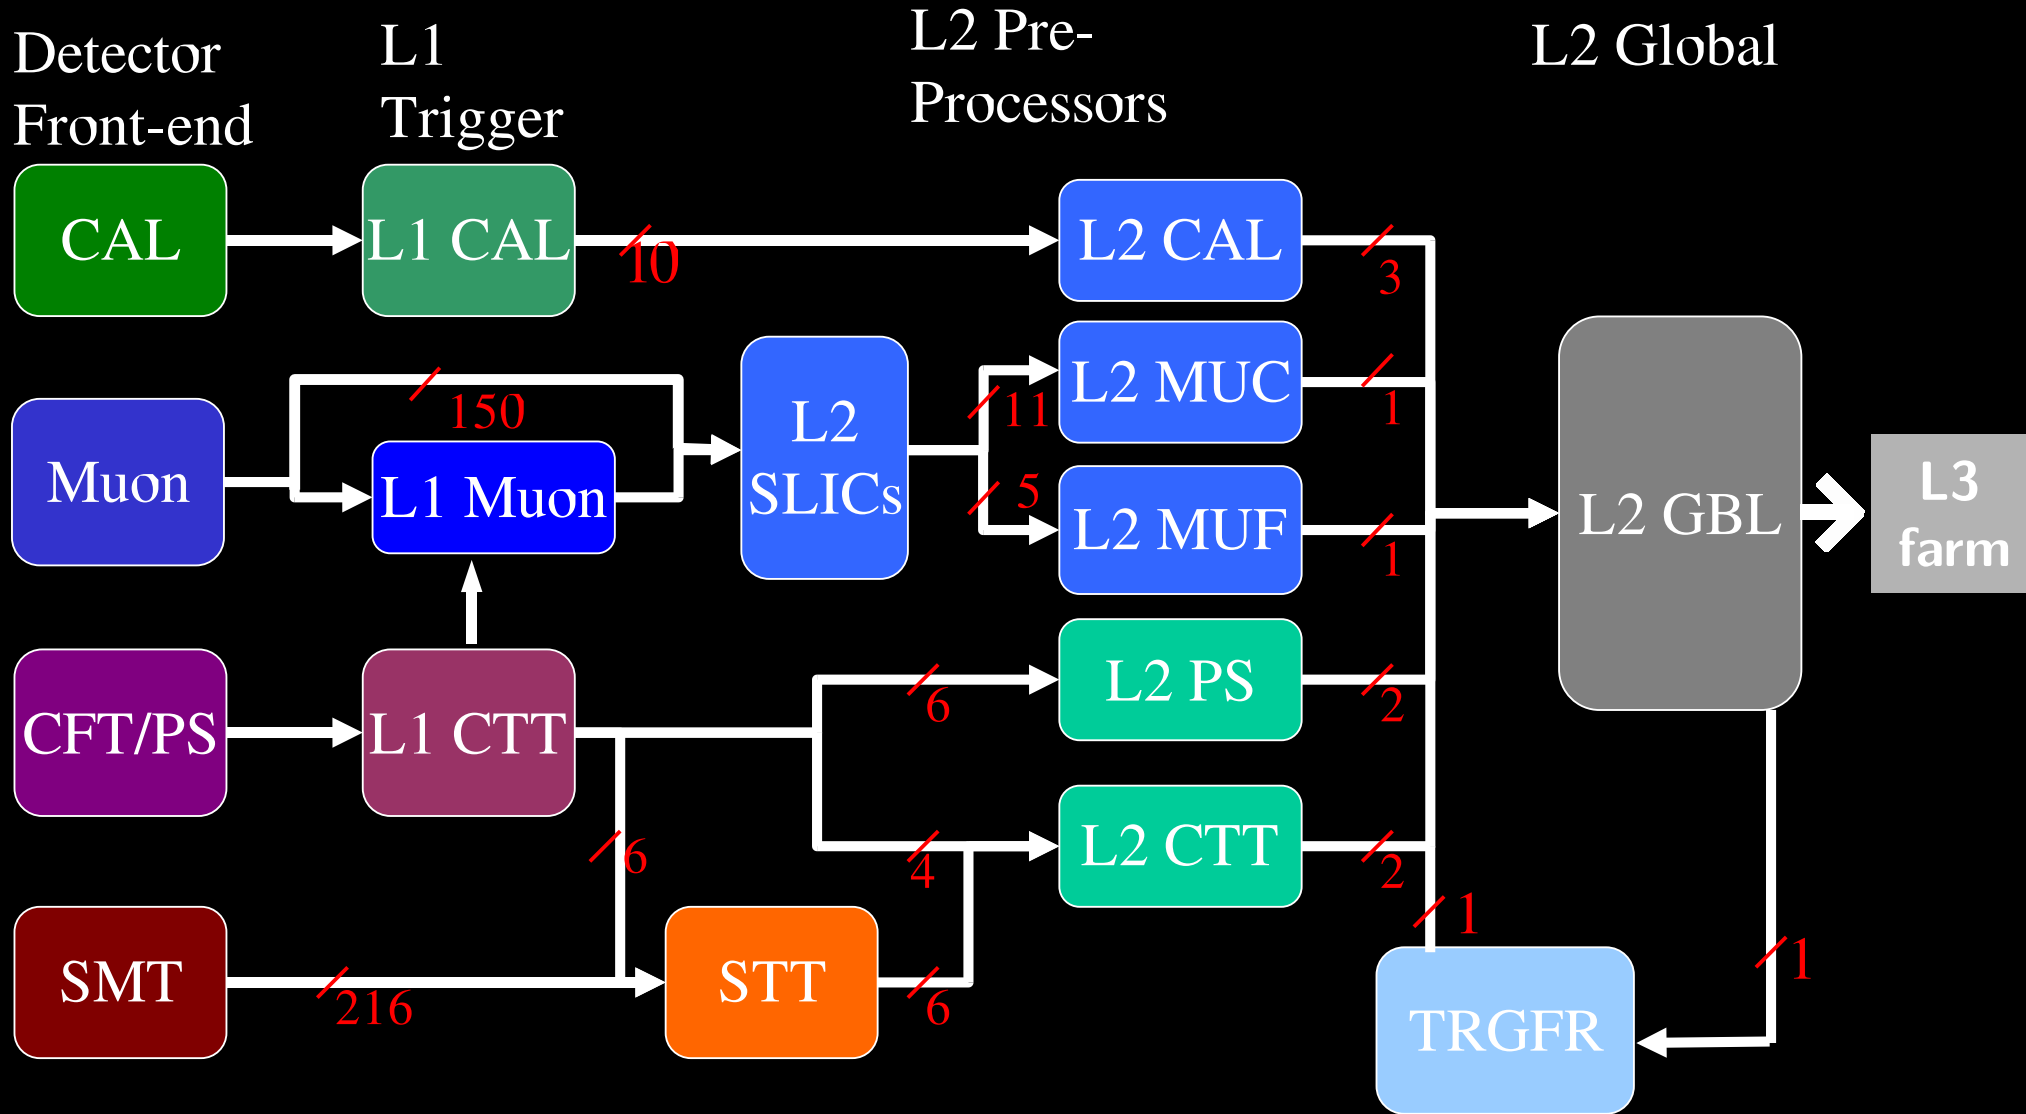 Detector
Front-end
L1
Trigger
L2 Pre-
Processors
L2 Global
CAL
L1 CAL
10
L2 CAL
3
Muon
150
L1 Muon
L2
SLICs
11
5
L2 MUC
1
L2 MUF
1
L2 GBL
L3
farm
CFT/PS
L1 CTT
6
6
4
L2 PS
2
L2 CTT
2
SMT
216
STT
6
1
TRGFR
1